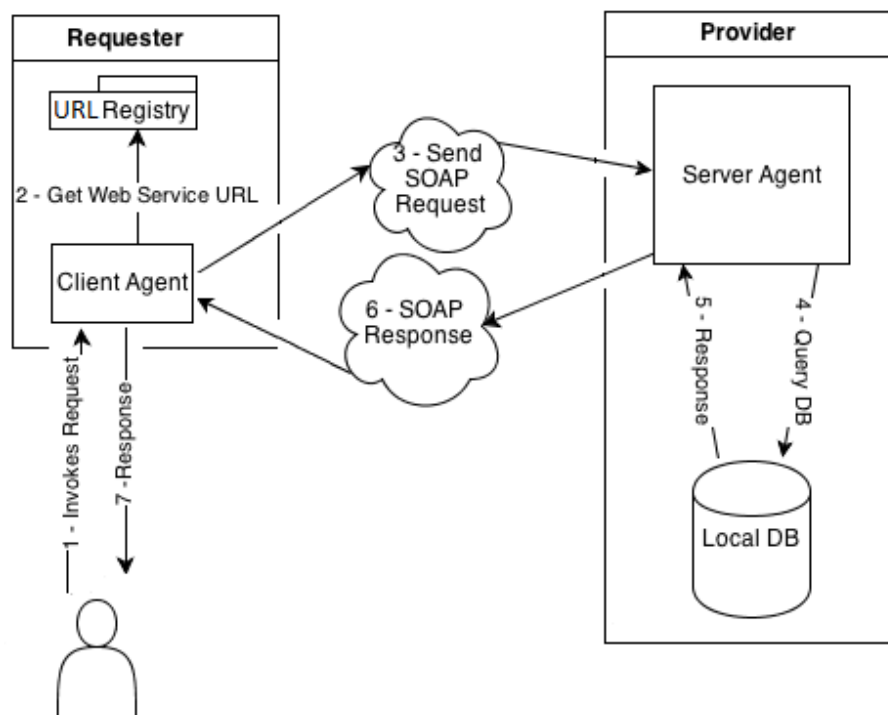 Requester
URL Registry
2 - Get Web Service URL
Client Agent
1 - Invokes Request
7 -Response
3 - Send
SOAP
Request
6 - SOAP
Response
Provider
Server Agent
5 - Response
4 - Query DB
Local DB